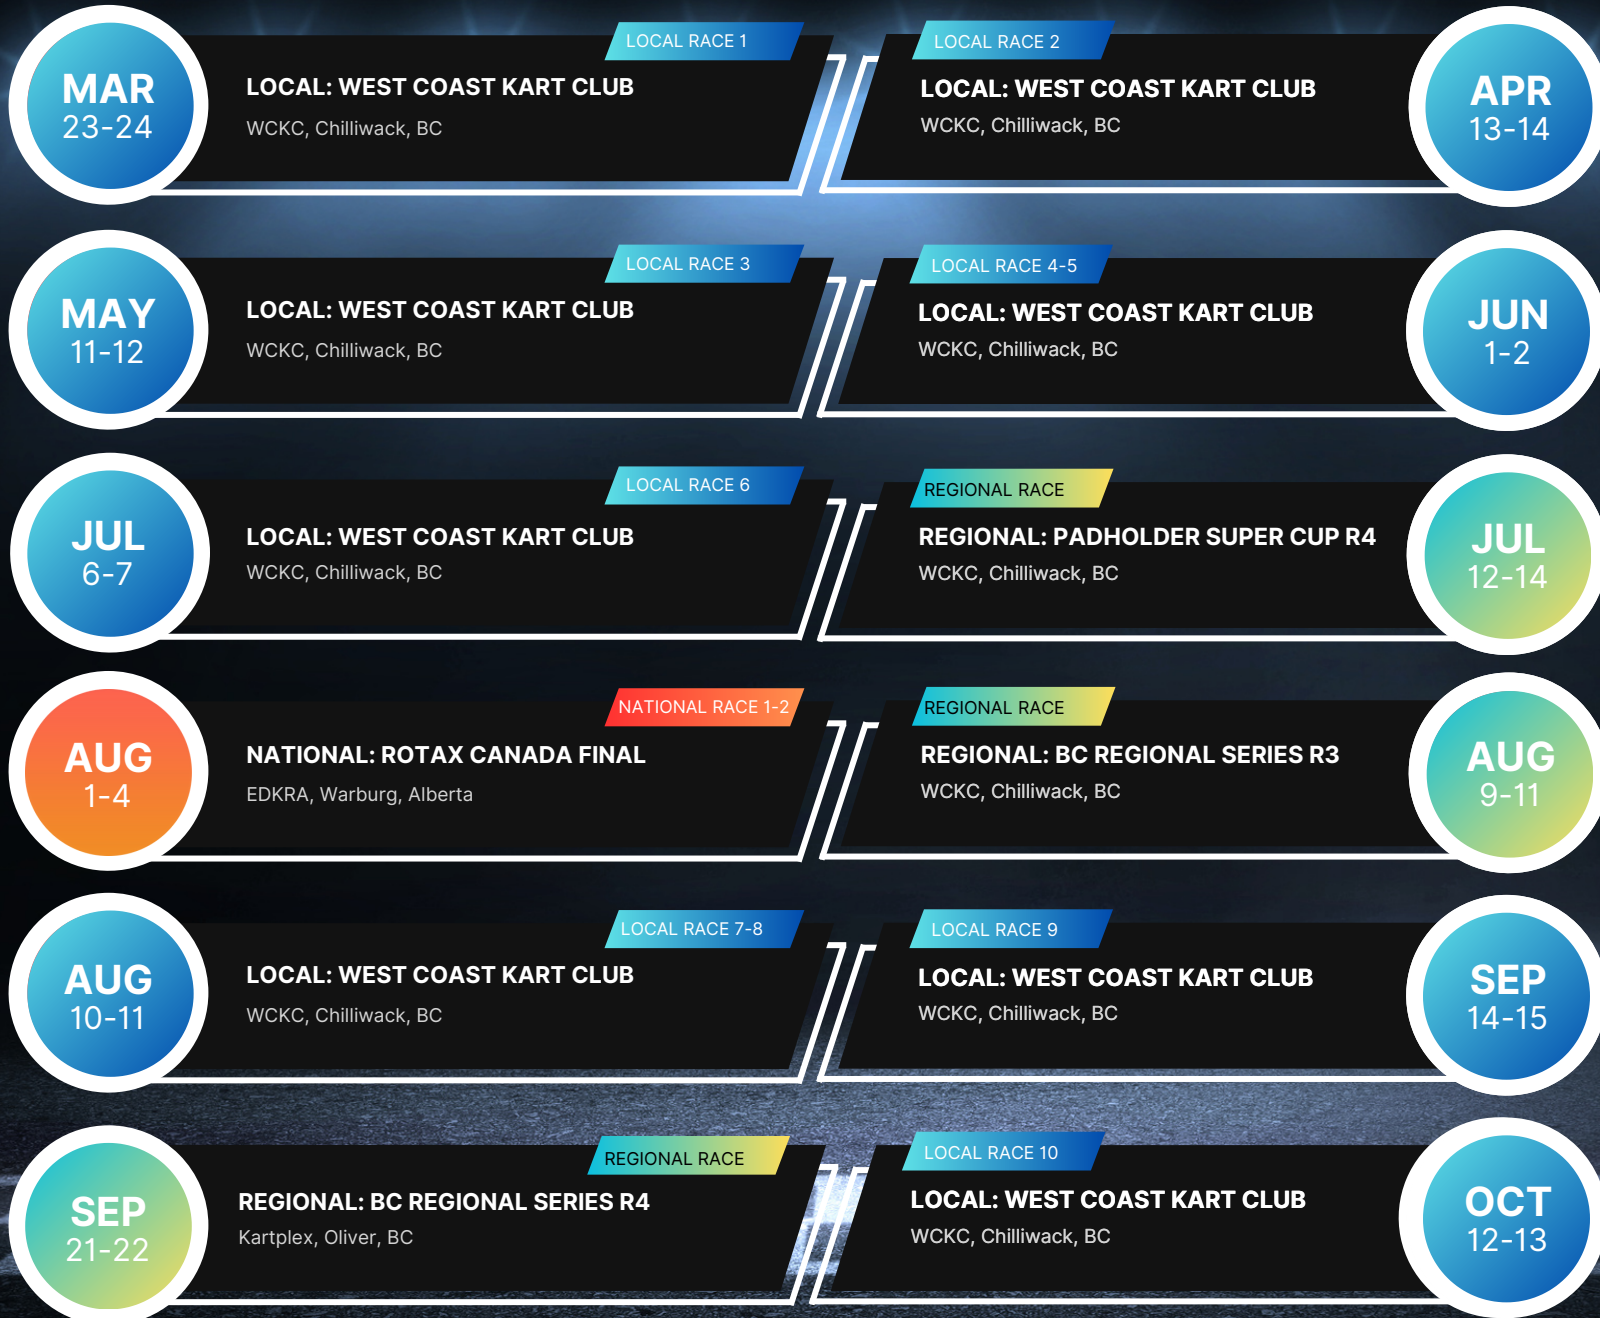 LOCAL RACE 1
MAR
23-24
LOCAL: WEST COAST KART CLUB
WCKC, Chilliwack, BC
LOCAL RACE 2
LOCAL: WEST COAST KART CLUB
WCKC, Chilliwack, BC
APR
13-14
LOCAL RACE 3
MAY
11-12
LOCAL: WEST COAST KART CLUB
WCKC, Chilliwack, BC
LOCAL RACE 4-5
LOCAL: WEST COAST KART CLUB
WCKC, Chilliwack, BC
JUN
1-2
LOCAL RACE 6
JUL
6-7
LOCAL: WEST COAST KART CLUB
WCKC, Chilliwack, BC
REGIONAL RACE
REGIONAL: PADHOLDER SUPER CUP R4
WCKC, Chilliwack, BC
JUL
12-14
NATIONAL RACE 1-2
AUG
1-4
NATIONAL: ROTAX CANADA FINAL
EDKRA, Warburg, Alberta
REGIONAL RACE
REGIONAL: BC REGIONAL SERIES R3
WCKC, Chilliwack, BC
AUG
9-11
LOCAL RACE 7-8
AUG
10-11
LOCAL: WEST COAST KART CLUB
WCKC, Chilliwack, BC
LOCAL RACE 9
LOCAL: WEST COAST KART CLUB
WCKC, Chilliwack, BC
SEP
14-15
REGIONAL RACE
SEP
21-22
REGIONAL: BC REGIONAL SERIES R4
Kartplex, Oliver, BC
LOCAL RACE 10
LOCAL: WEST COAST KART CLUB
WCKC, Chilliwack, BC
OCT
12-13